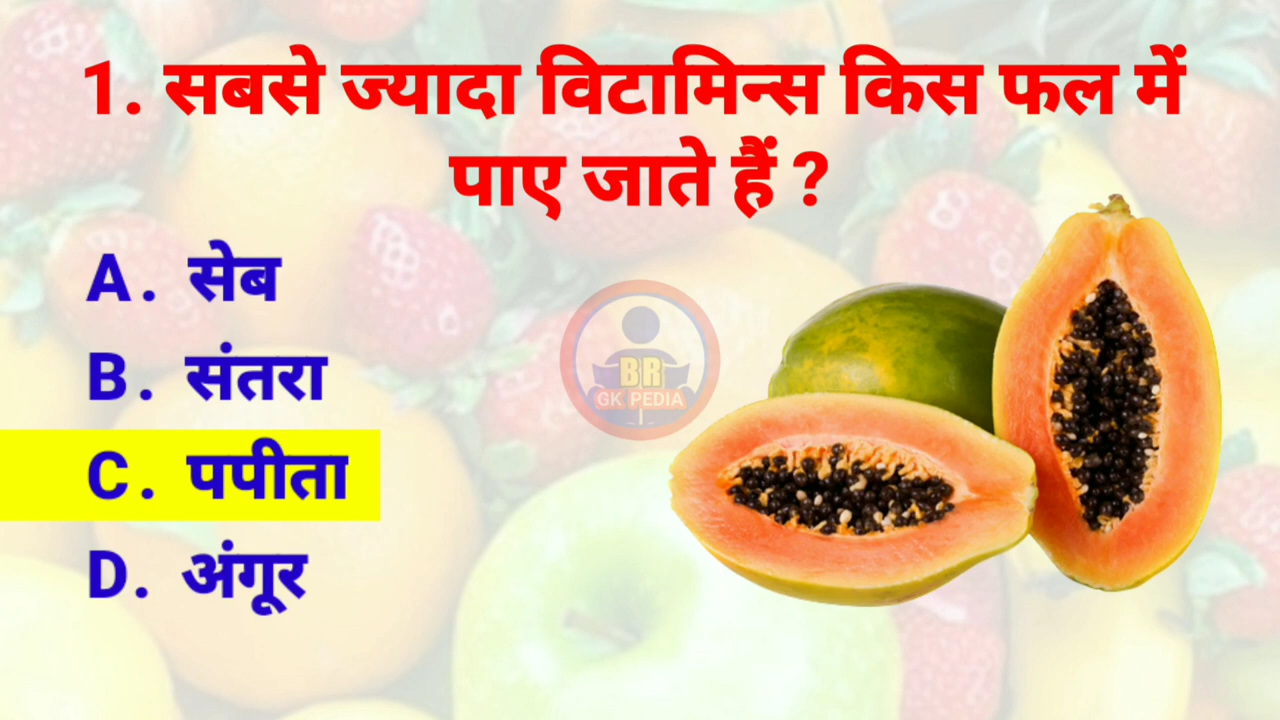 1. सबसे ज्यादा विटामिन्स किस फल में
पाए जाते हैं ?
A. सेब
B. संतरा
C. पपीता
D. अंगूर
BR
GK PEDIA